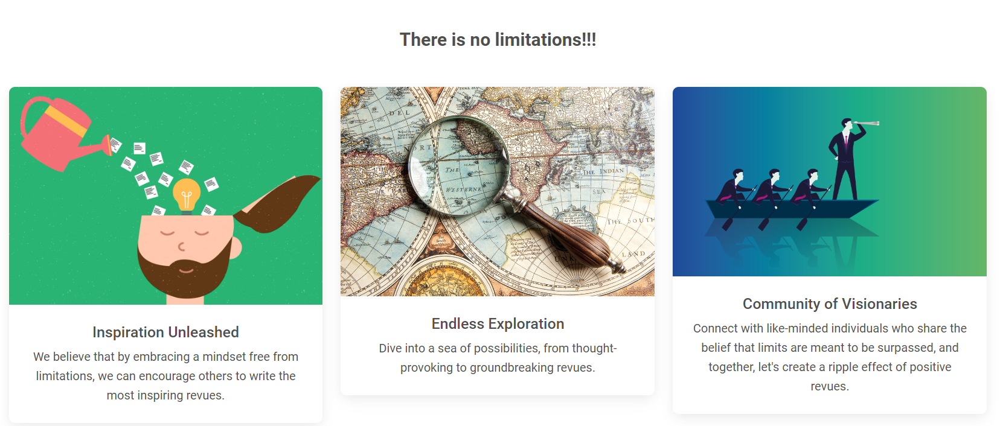 There is no limitations!!!
Inspiration Unleashed
We believe that by embracing a mindset free from
limitations, we can encourage others to write the
most inspiring revues.
DEL
NORT
THE
WESTERNE
THE INDIAN
SEA
THE SOUTH
LAND
UNK
Endless Exploration
Dive into a sea of possibilities, from thought-
provoking to groundbreaking revues.
Community of Visionaries
Connect with like-minded individuals who share the
belief that limits are meant to be surpassed, and
together, let's create a ripple effect of positive
revues.